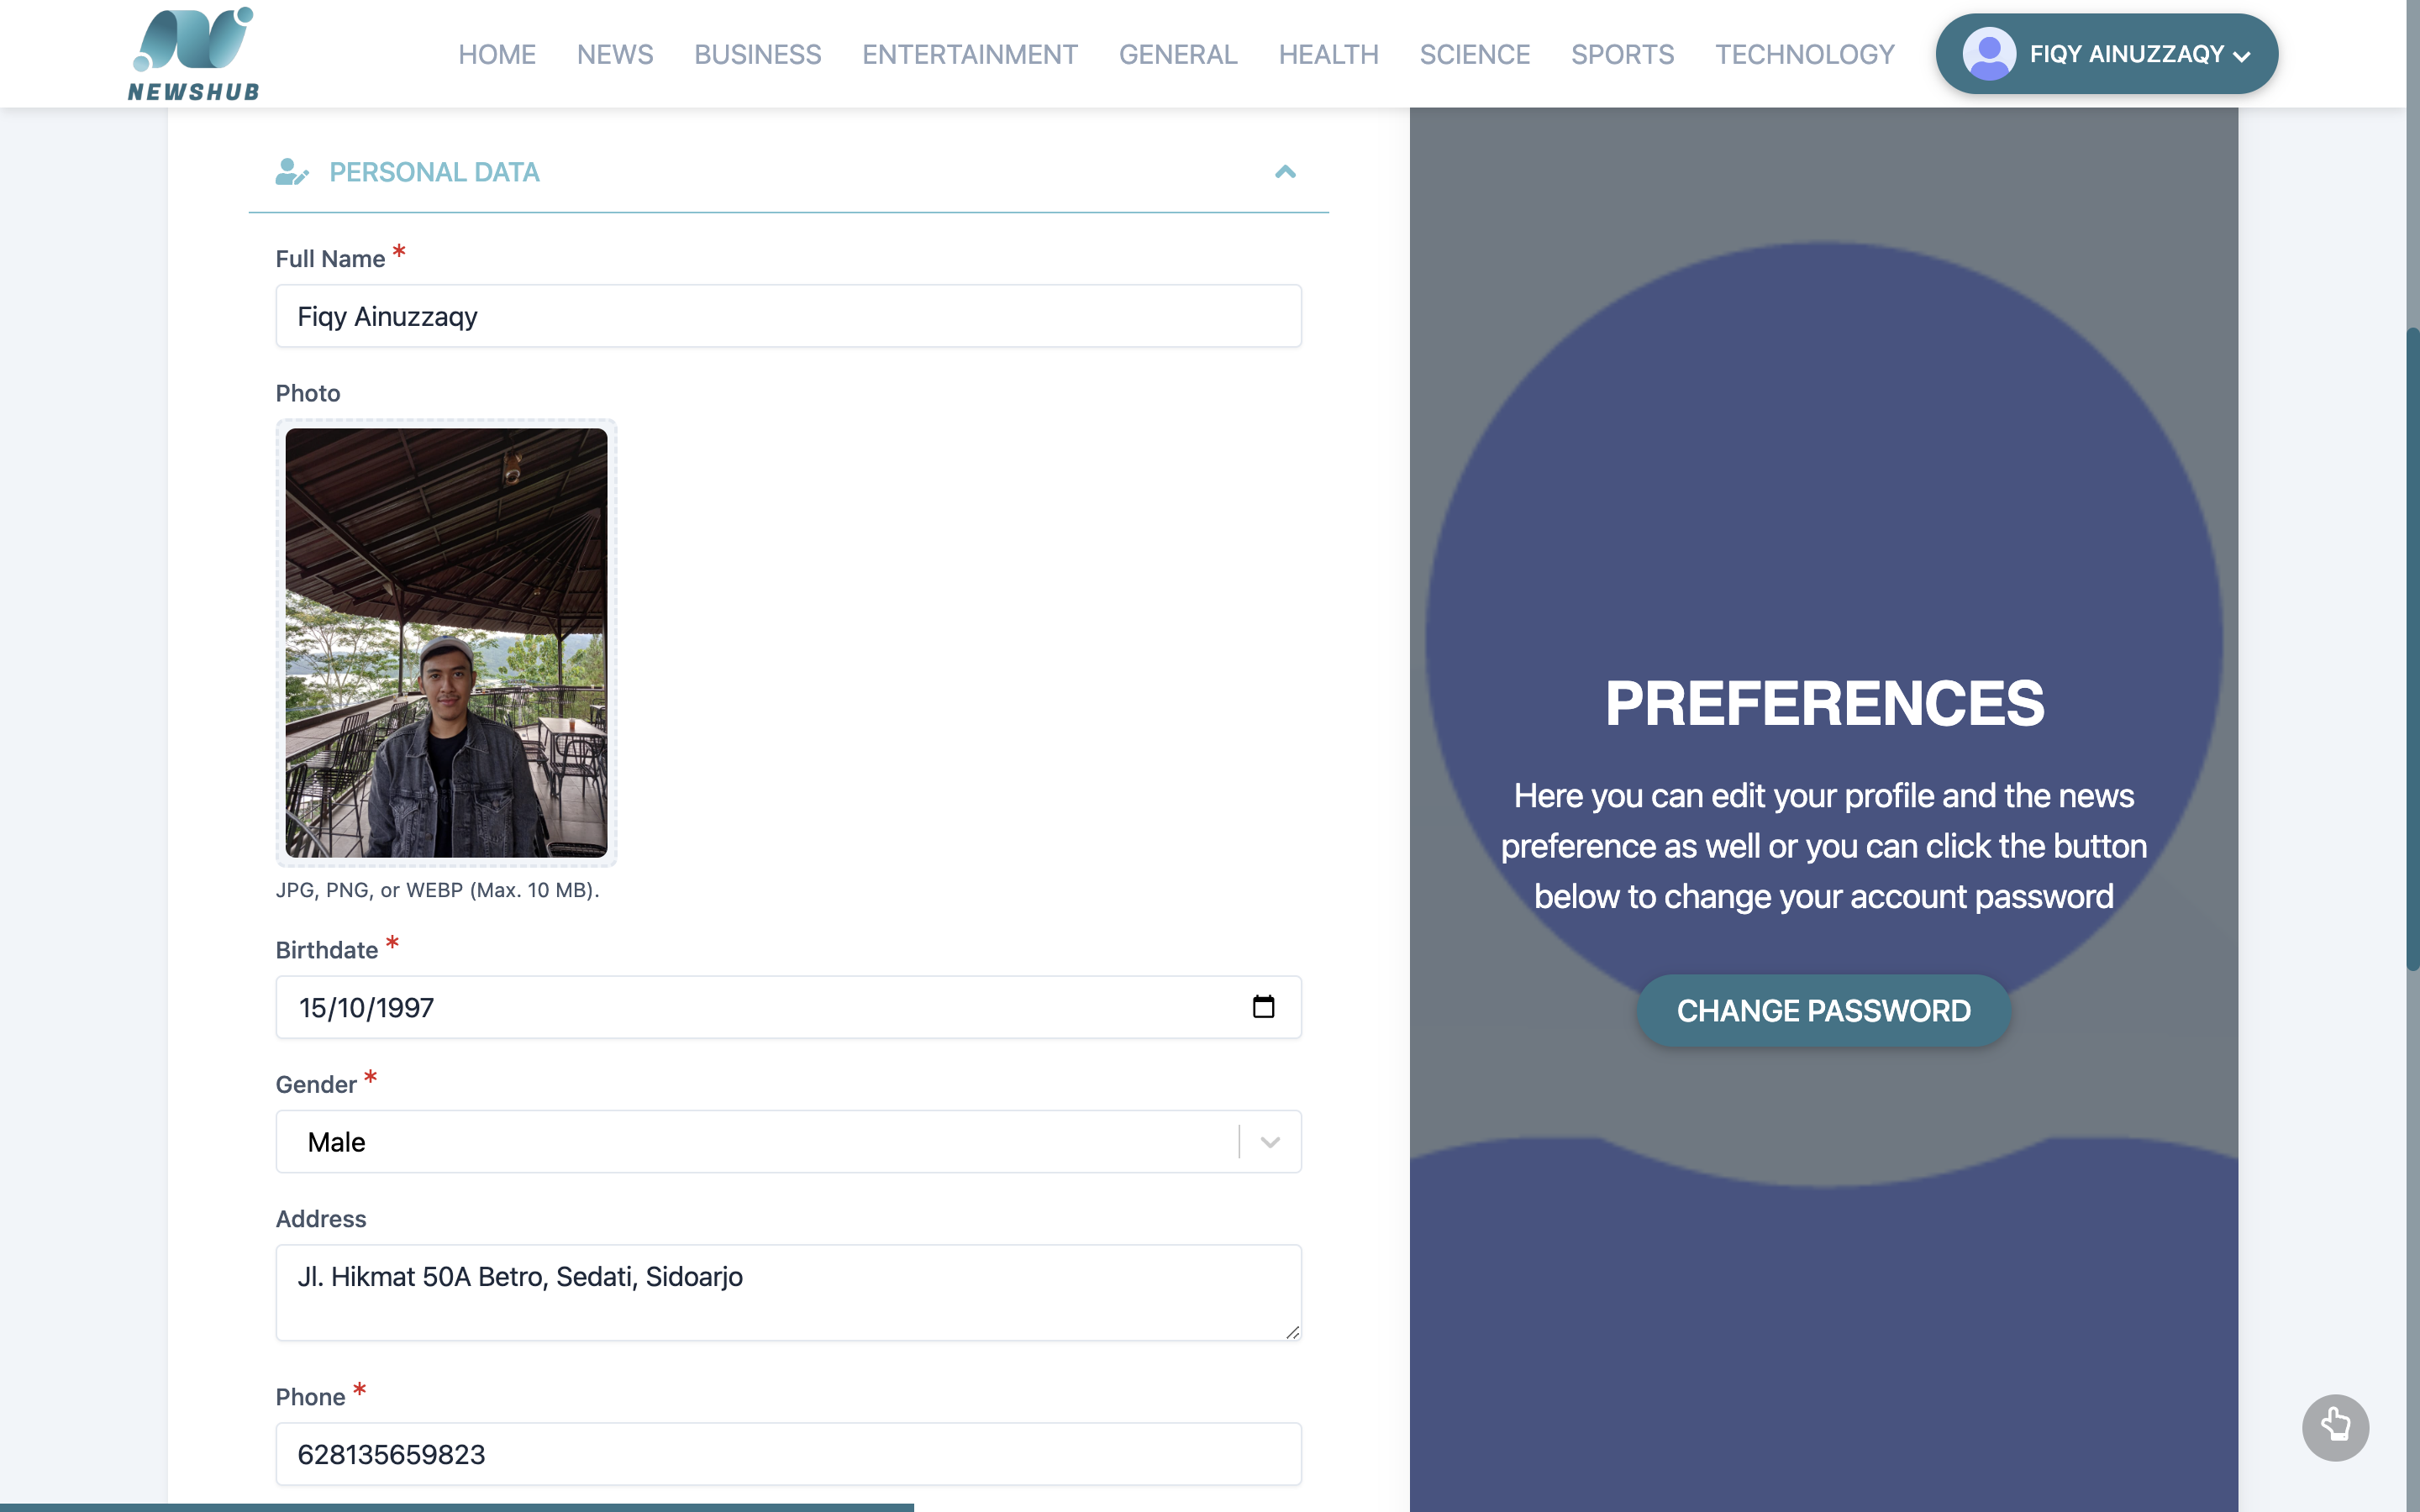 NEWSHUB
HOME NEWS BUSINESS ENTERTAINMENT GENERAL HEALTH SCIENCE SPORTS TECHNOLOGY FIQY AINUZZAQY
PERSONAL DATA
Full Name *
Fiqy Ainuzzaqy
Photo
JPG, PNG, or WEBP (Max. 10 MB).
Birthdate *
15/10/1997
Gender *
Male
Address
Jl. Hikmat 50A Betro, Sedati, Sidoarjo
Phone *
628135659823
PREFERENCES
Here you can edit your profile and the news
preference as well or you can click the button
below to change your account password
CHANGE PASSWORD